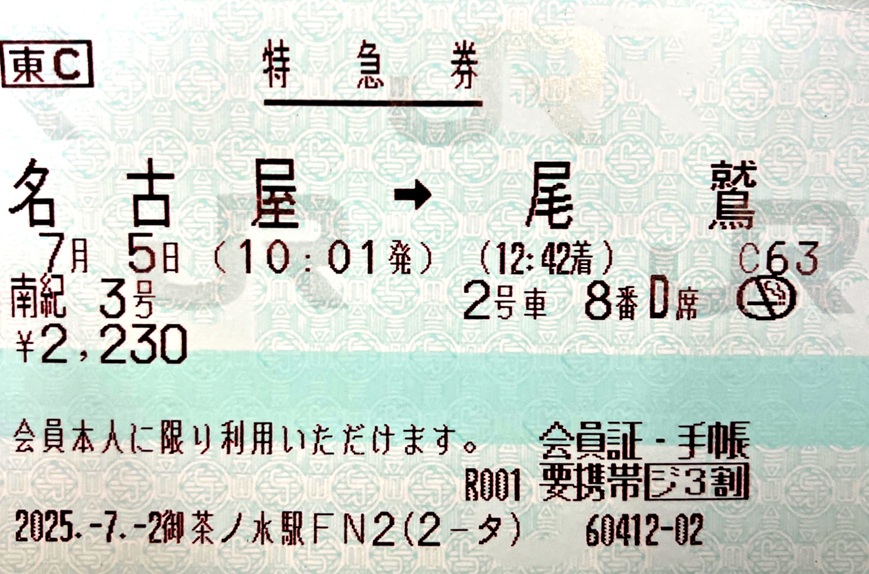 東C 特急券
名古屋 → 尾鷲
7月 5日 (10:01発) (12:42着) C63
南紀 3号 2号車 8番D席
¥2,230
会員本人に限り利用いただけます。 会員証-手帳
R001 要携帯 ジ3割
2025.-7.-2御茶ノ水駅FN2(2-タ) 60412-02